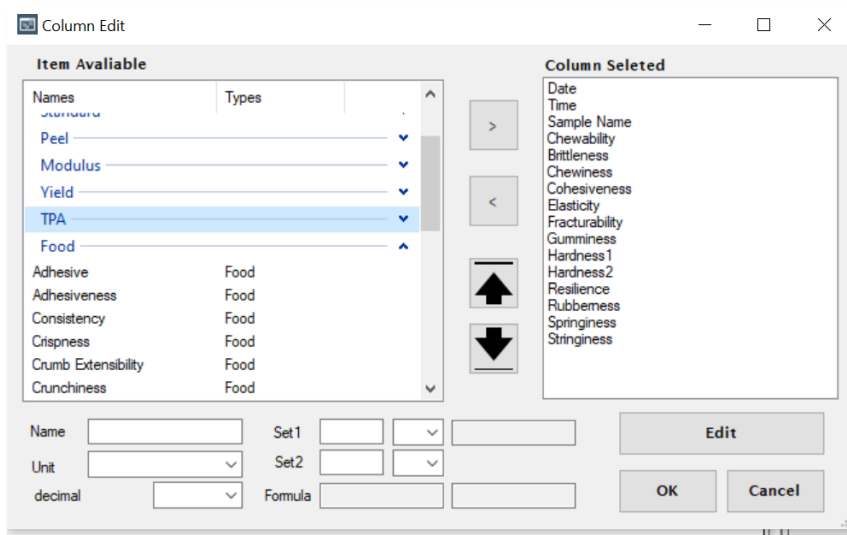 Column Edit
Item Avaliable
Names Types
Standard
Peel
Modulus
Yield
TPA
Food
Adhesive Food
Adhesiveness Food
Consistency Food
Crispness Food
Crumb Extensibility Food
Crunchiness Food
>
<
Column Seleted
Date
Time
Sample Name
Chewability
Brittleness
Chewiness
Cohesiveness
Elasticity
Fracturability
Gumminess
Hardness1
Hardness2
Resilience
Rubberness
Springiness
Stringiness
Name Set1
Unit Set2
decimal Formula
Edit
OK Cancel